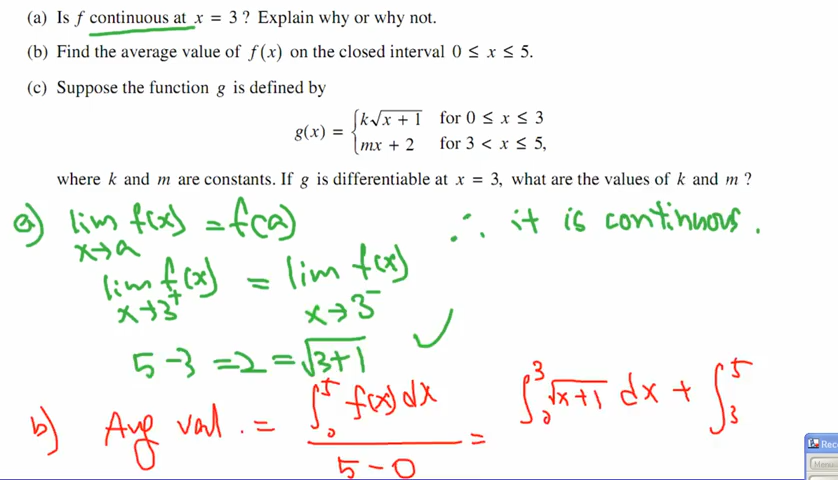 (a) Is f continuous at x = 3 ? Explain why or why not.
(b) Find the average value of f(x) on the closed interval 0 ≤ x ≤ 5.
(c) Suppose the function g is defined by
g(x) = { k√(x + 1) for 0 ≤ x ≤ 3
mx + 2 for 3 < x ≤ 5,
where k and m are constants. If g is differentiable at x = 3, what are the values of k and m ?
a) lim x→a f(x) = f(a) ∴ it is continuous.
lim x→3⁺ f(x) = lim x→3⁻ f(x)
5-3 = 2 = √(3+1) ✓
b) Avg val. = ∫₀⁵ f(x) dx / (5-0) = ∫₀³ √(x+1) dx + ∫₃⁵
Rec
Menu